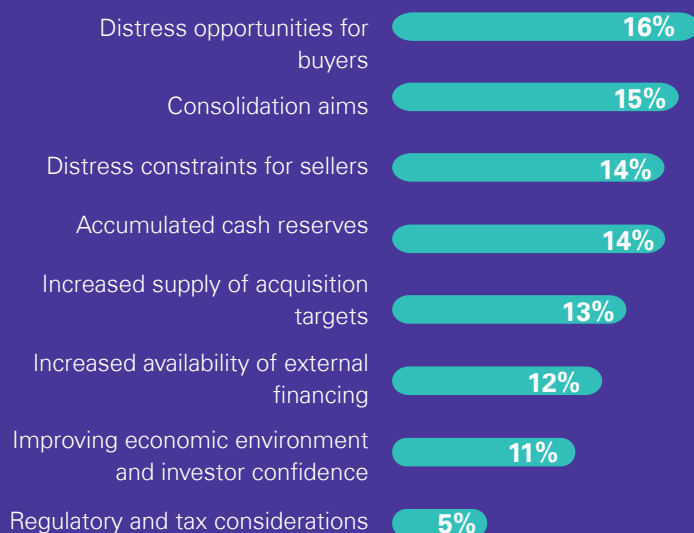 Distress opportunities for
buyers
16%
Consolidation aims
15%
Distress constraints for sellers
14%
Accumulated cash reserves
14%
Increased supply of acquisition
targets
13%
Increased availability of external
financing
12%
Improving economic environment
and investor confidence
11%
Regulatory and tax considerations
5%